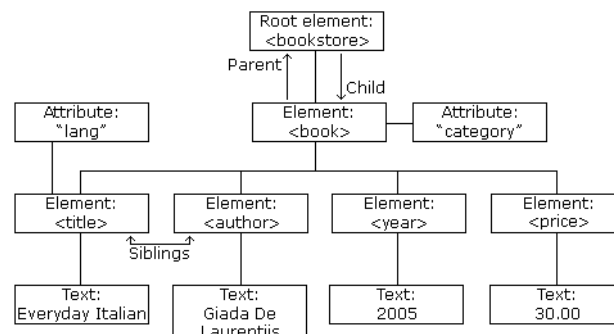 Root element:
<bookstore>
Parent
Child
Attribute:
"lang"
Element:
<book>
Attribute:
"category"
Element:
<title>
Element:
<author>
Element:
<year>
Element:
<price>
Siblings
Text:
Everyday Italian
Text:
Giada De
Laurentiis
Text:
2005
Text:
30.00